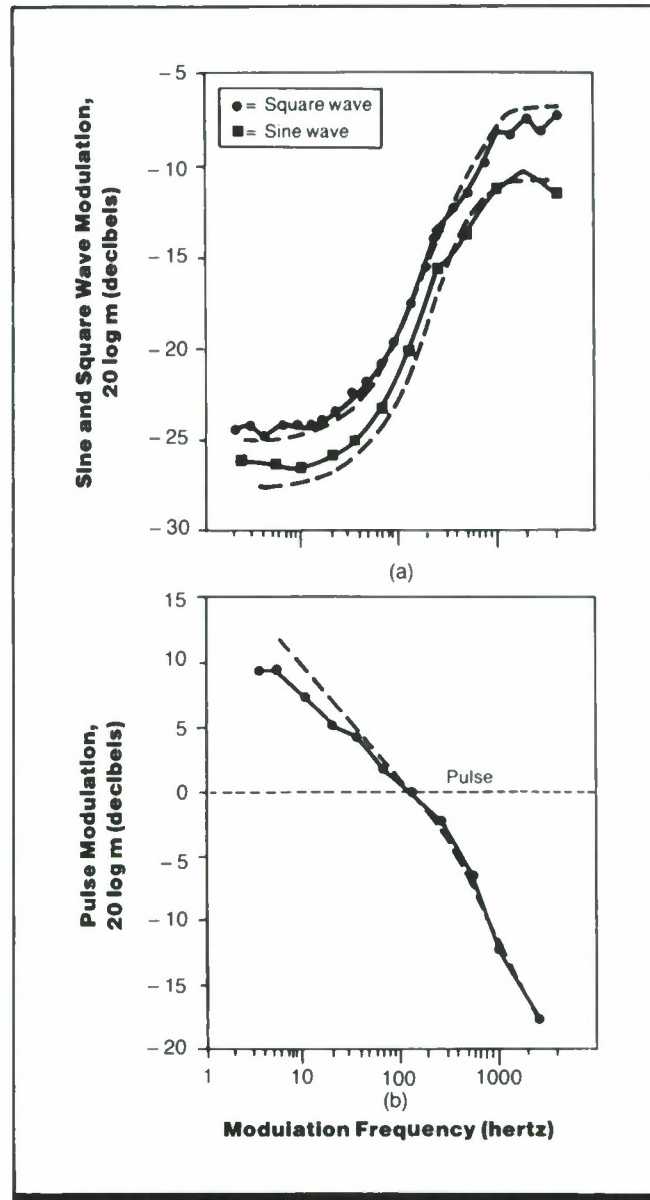 Sine and Square Wave Modulation,
20 log m (decibels)
-5
-10
-15
-20
-25
-30
●= Square wave
■= Sine wave
(a)
Pulse Modulation,
20 log m (decibels)
15
10
5
0
-5
-10
-15
-20
Pulse
1
10
100
1000
(b)
Modulation Frequency (hertz)